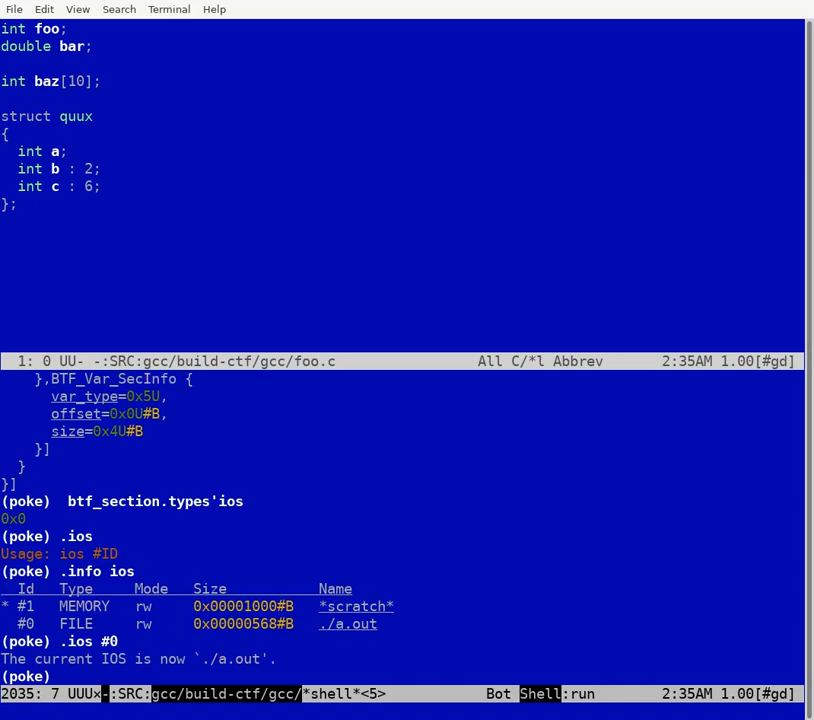 File Edit View Search Terminal Help
int foo;
double bar;
int baz[10];
struct quux
{
  int a;
  int b : 2;
  int c : 6;
};
1: 0 UU- -:SRC:gcc/build-ctf/gcc/foo.c All C/*l Abbrev 2:35AM 1.00[#gd]
    },BTF_Var_SecInfo {
      var_type=0x5U,
      offset=0x0U#B,
      size=0x4U#B
    }]
  }
}]
(poke)  btf_section.types'ios
0x0
(poke) .ios
Usage: ios #ID
(poke) .info ios
  Id   Type     Mode   Size           Name
* #1   MEMORY   rw     0x00001000#B   *scratch*
  #0   FILE     rw     0x00000568#B   ./a.out
(poke) .ios #0
The current IOS is now `./a.out'.
(poke)
2035: 7 UUU×-:SRC:gcc/build-ctf/gcc/*shell*<5> Bot Shell:run 2:35AM 1.00[#gd]